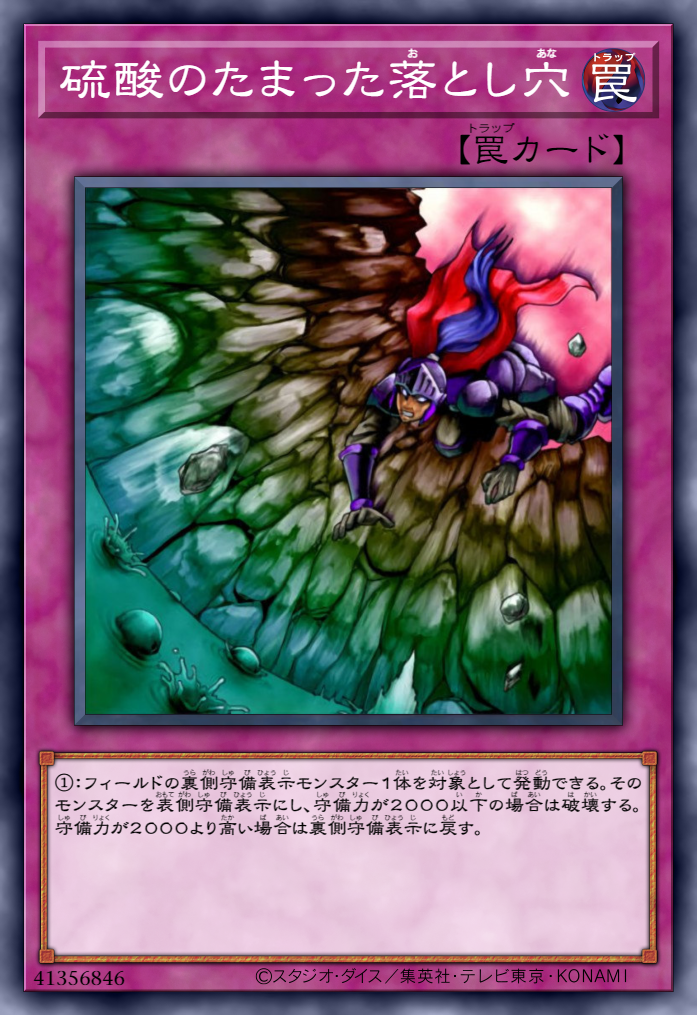 硫酸のたまった落とし穴 罠
【罠カード】
①：フィールドの裏側守備表示モンスター１体を対象として発動できる。その
モンスターを表側守備表示にし、守備力が２０００以下の場合は破壊する。
守備力が２０００より高い場合は裏側守備表示に戻す。
41356846 ©スタジオ・ダイス／集英社・テレビ東京・KONAMI